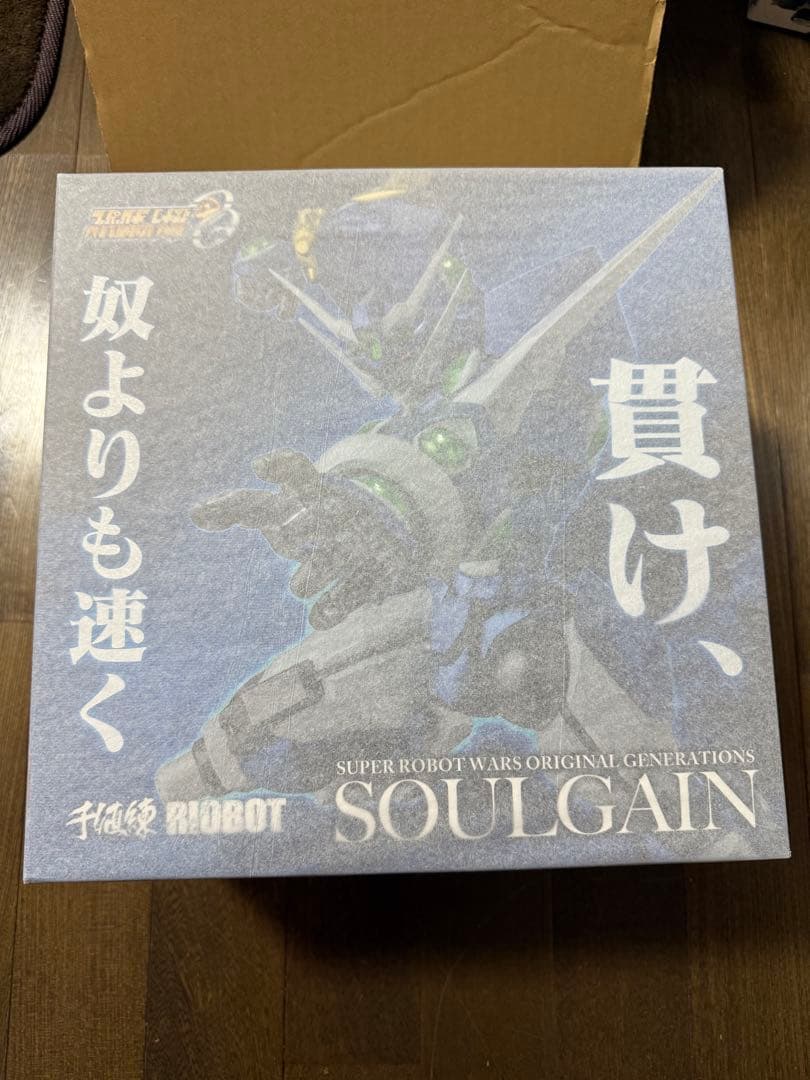 貫け、
奴よりも速く
SUPER ROBOT WARS ORIGINAL GENERATIONS
SOULGAIN
千値練 RIOBOT